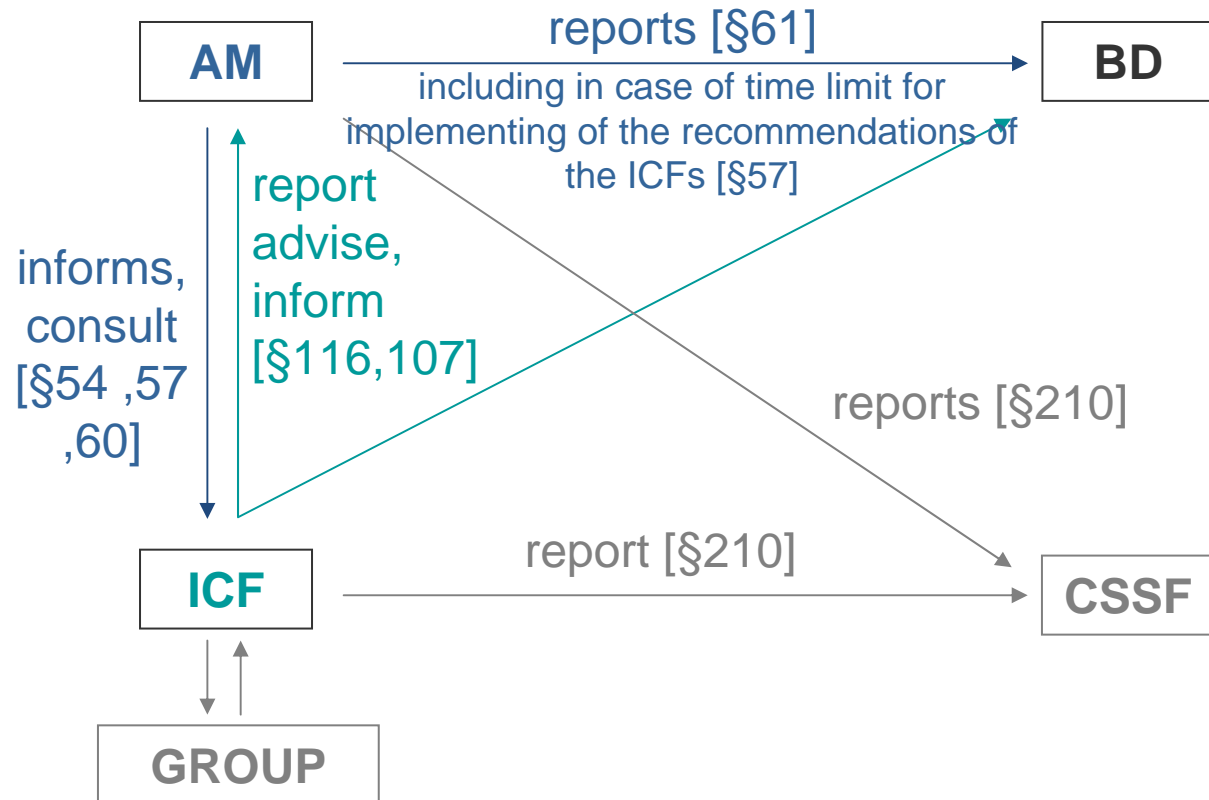 AM
reports [§61]
BD
including in case of time limit for
implementing of the recommendations of
the ICFs [§57]
report
advise,
inform
[§116,107]
informs,
consult
[§54 ,57
,60]
reports [§210]
report [§210]
ICF
CSSF
GROUP